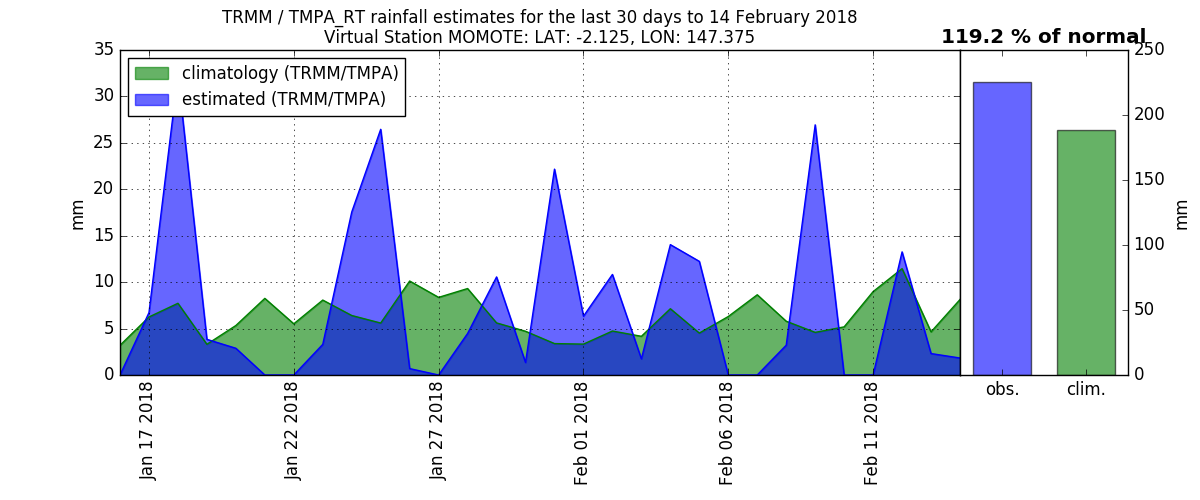 TRMM / TMPA_RT rainfall estimates for the last 30 days to 14 February 2018
Virtual Station MOMOTE: LAT: -2.125, LON: 147.375
119.2 % of normal
climatology (TRMM/TMPA)
estimated (TRMM/TMPA)
35
30
25
20
15
10
5
0
mm
250
200
150
100
50
0
mm
Jan 17 2018
Jan 22 2018
Jan 27 2018
Feb 01 2018
Feb 06 2018
Feb 11 2018
obs.
clim.